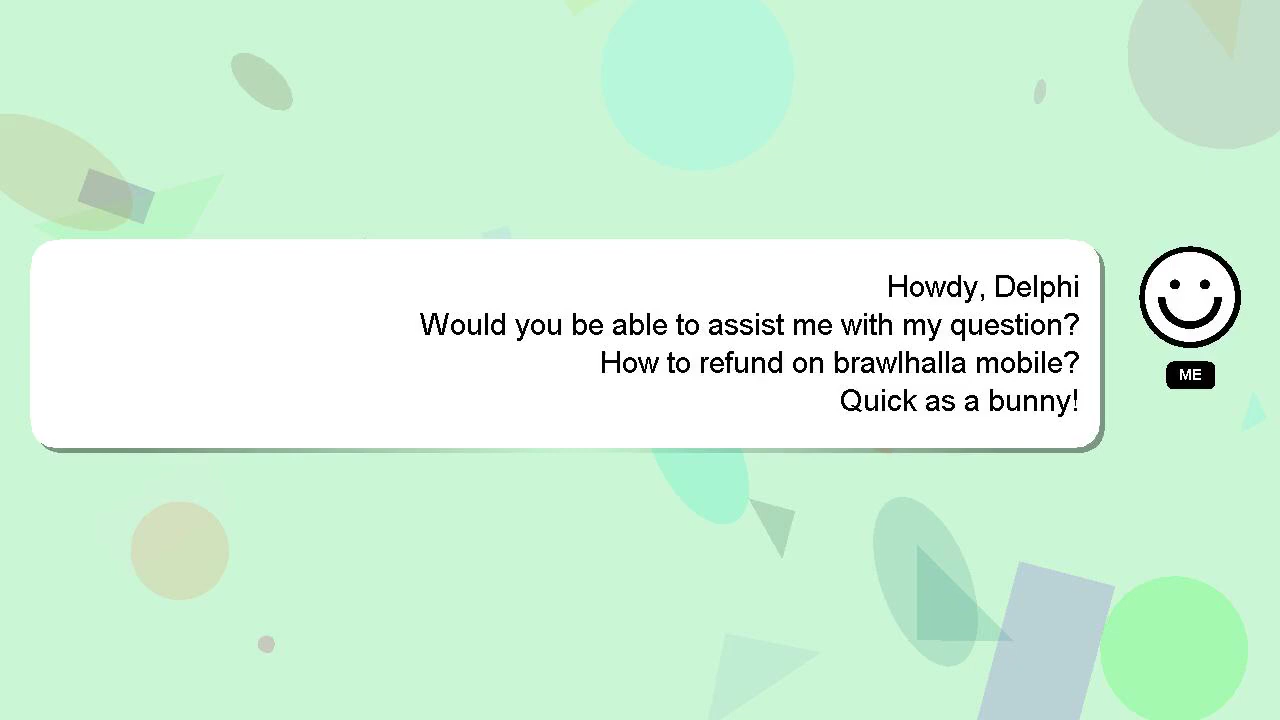 Howdy, Delphi
Would you be able to assist me with my question?
How to refund on brawlhalla mobile?
Quick as a bunny!
ME